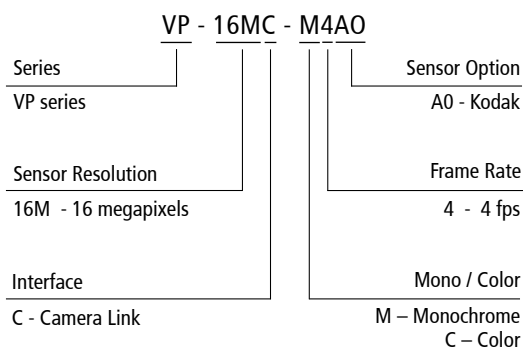 VP - 16MC - M4AO
Series
VP series
Sensor Option
A0 - Kodak
Sensor Resolution
16M - 16 megapixels
Frame Rate
4 - 4 fps
Interface
C - Camera Link
Mono / Color
M – Monochrome
C – Color